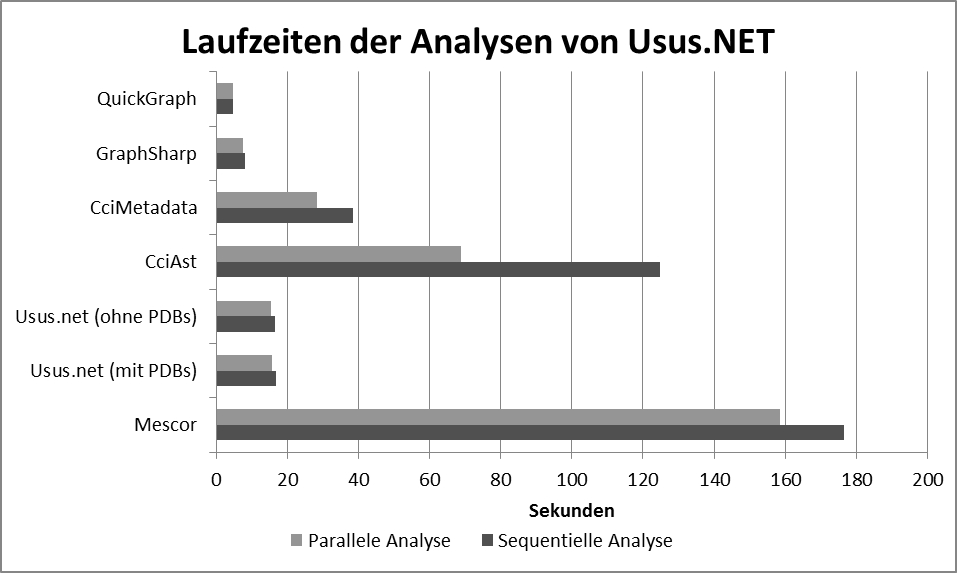 Laufzeiten der Analysen von Usus.NET
QuickGraph
GraphSharp
CciMetadata
CciAst
Usus.net (ohne PDBs)
Usus.net (mit PDBs)
Mescor
0 20 40 60 80 100 120 140 160 180 200
Sekunden
Parallele Analyse Sequentielle Analyse